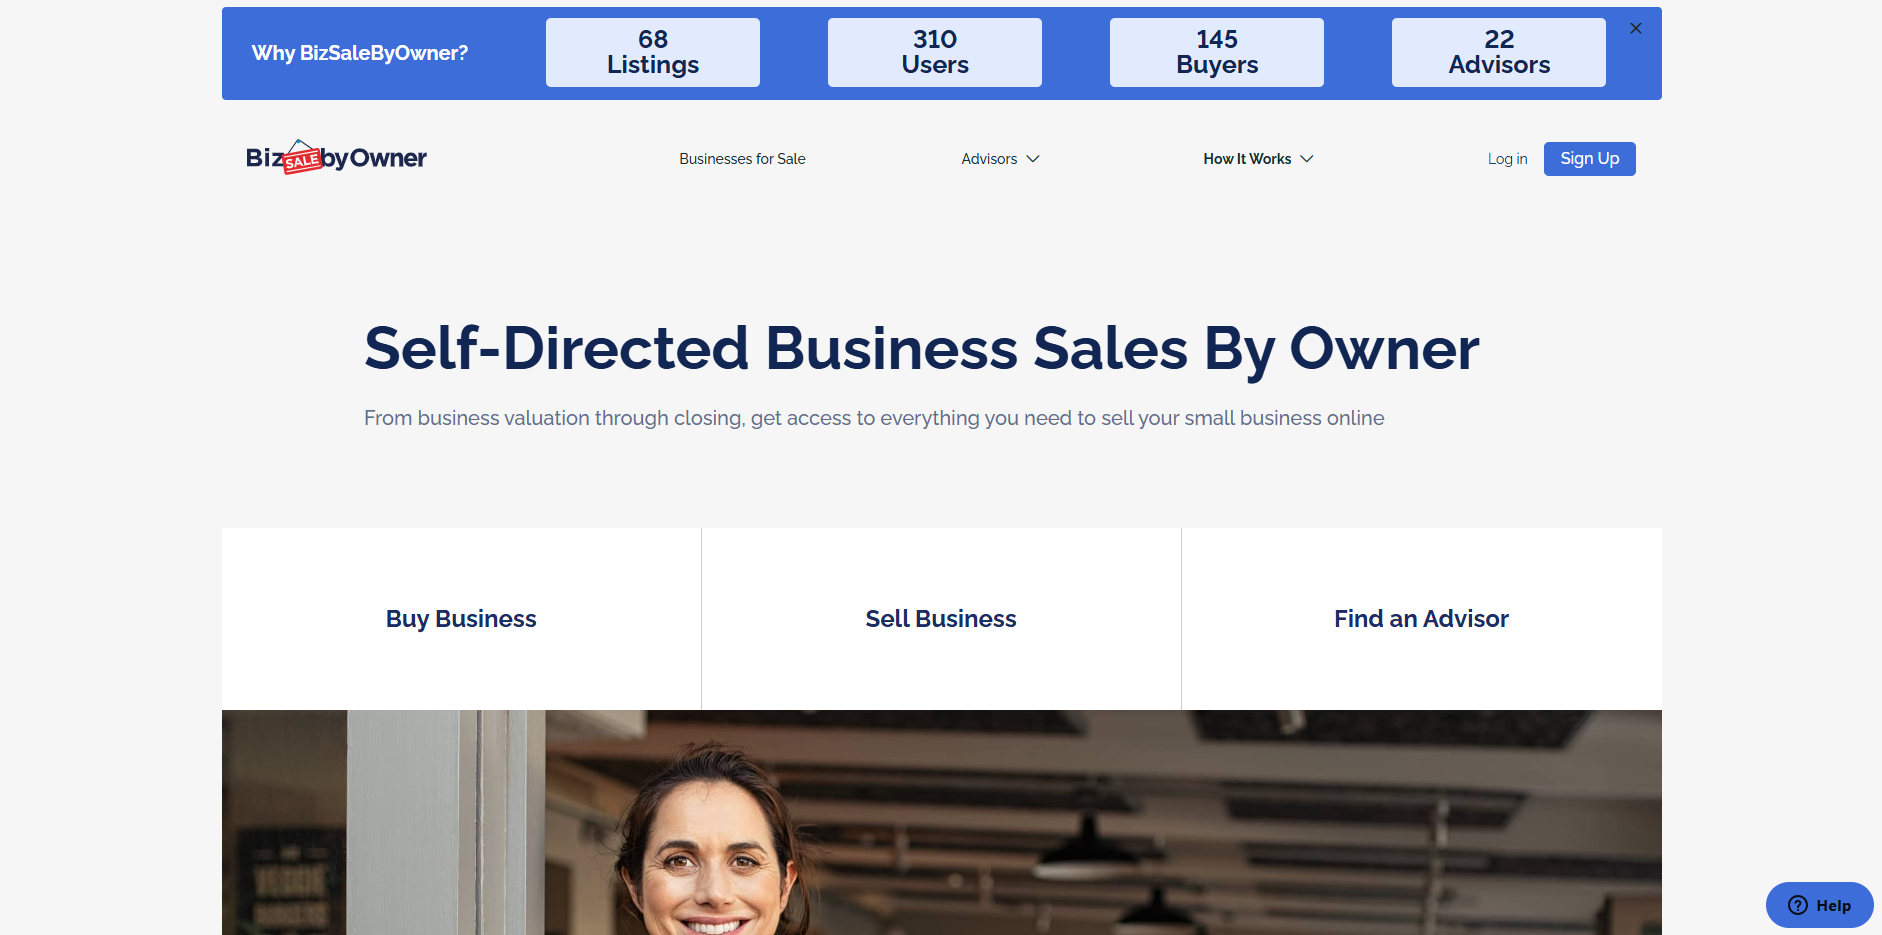 Why BizSaleByOwner?
68
Listings
310
Users
145
Buyers
22
Advisors
Biz SALE by Owner
Businesses for Sale
Advisors
How It Works
Log in
Sign Up
Self-Directed Business Sales By Owner
From business valuation through closing, get access to everything you need to sell your small business online
Buy Business
Sell Business
Find an Advisor
VEGGIE
BURGERS
Help